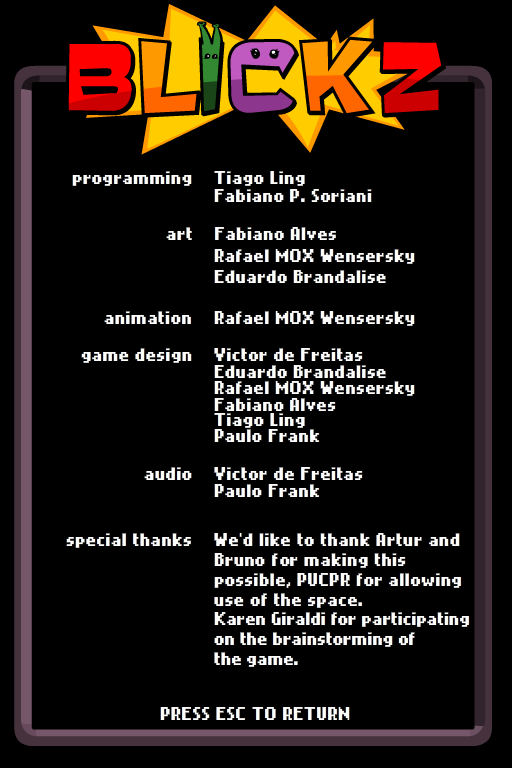 BLICKZ
programming Tiago Ling
Fabiano P. Soriani
art Fabiano Alves
Rafael MOX Wensersky
Eduardo Brandalise
animation Rafael MOX Wensersky
game design Victor de Freitas
Eduardo Brandalise
Rafael MOX Wensersky
Fabiano Alves
Tiago Ling
Paulo Frank
audio Victor de Freitas
Paulo Frank
special thanks We'd like to thank Artur and
Bruno for making this
possible, PUCPR for allowing
use of the space.
Karen Giraldi for participating
on the brainstorming of
the game.
PRESS ESC TO RETURN